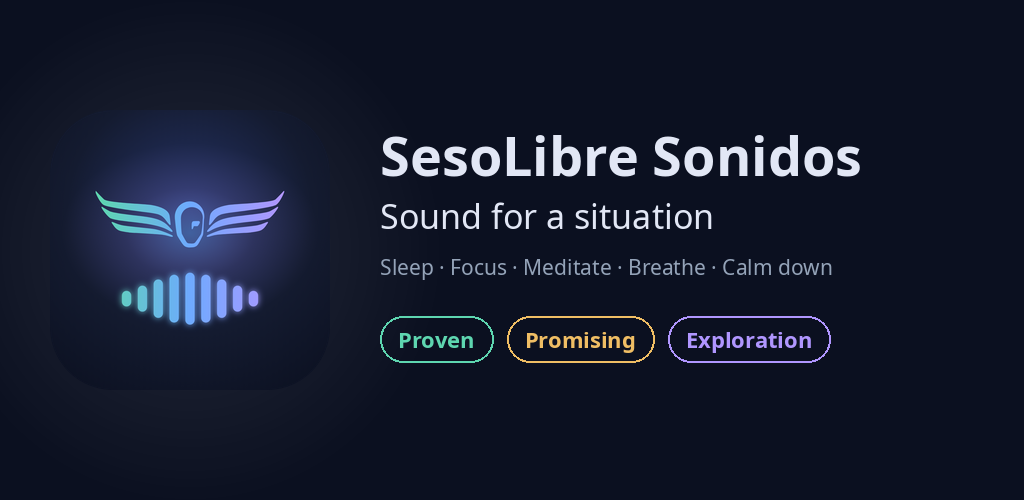 SesoLibre Sonidos
Sound for a situation
Sleep · Focus · Meditate · Breathe · Calm down
Proven Promising Exploration